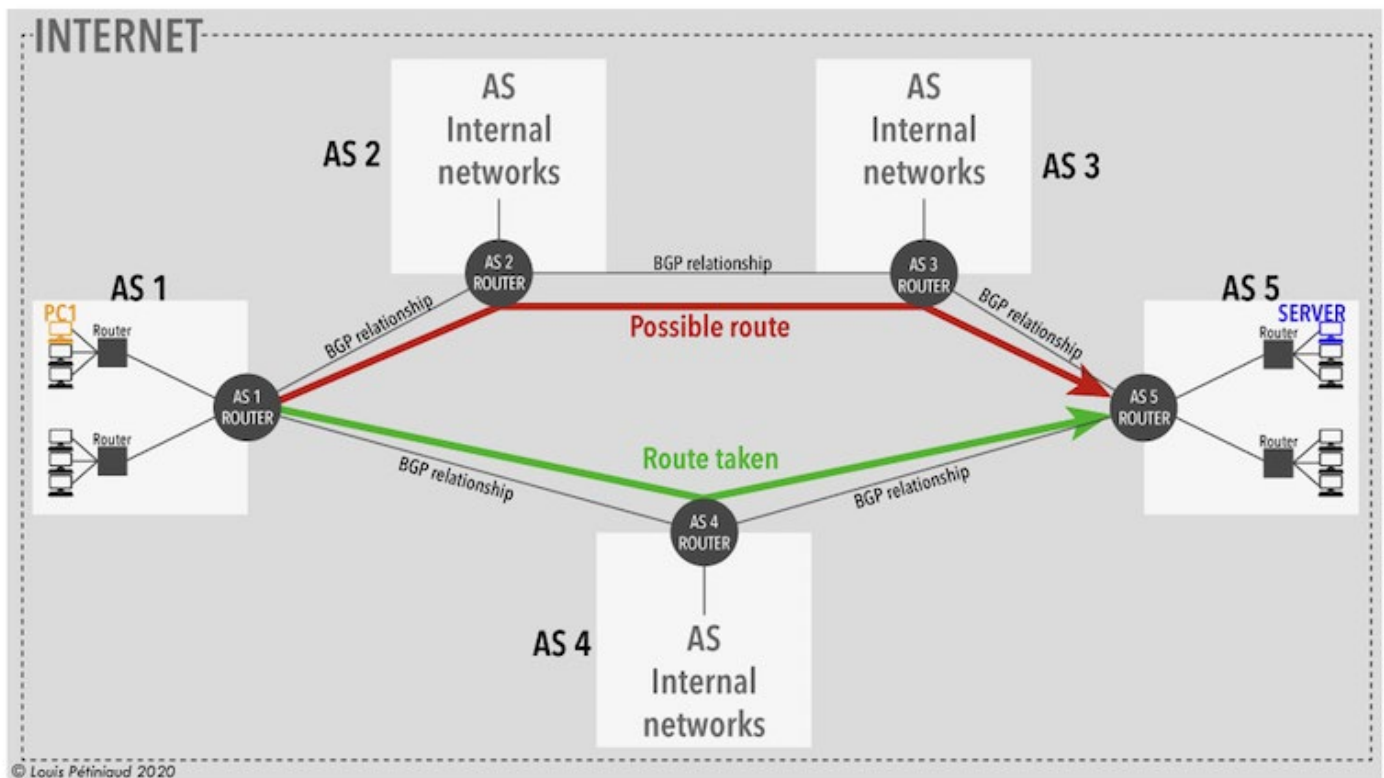 INTERNET
AS
Internal
networks
AS 2
AS 2
ROUTER
AS
Internal
networks
AS 3
AS 3
ROUTER
BGP relationship
BGP relationship
BGP relationship
Possible route
AS 1
PC1
Router
Router
AS 1
ROUTER
AS 5
SERVER
Router
Router
AS 5
ROUTER
Route taken
BGP relationship
BGP relationship
AS 4
ROUTER
AS 4
AS
Internal
networks
© Louis Pétiniaud 2020